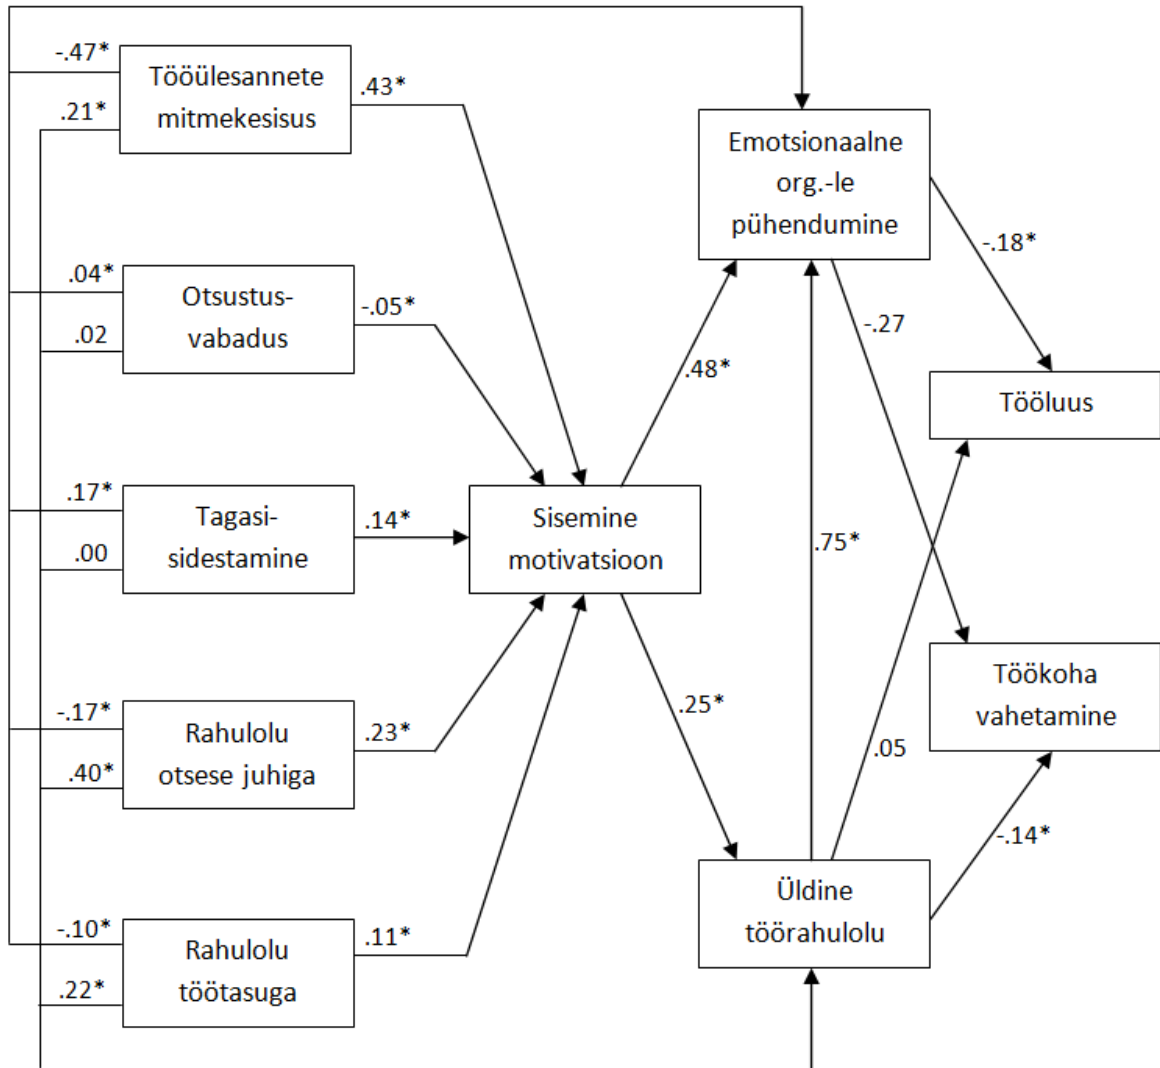 -.47*
Tööülesannete
mitmekesisus
.43*
.21*
Emotsionaalne
org.-le
pühendumine
-.18*
.04*
Otsustus-
vabadus
-.05*
.02
-.27
.48*
Tööluus
.17*
Tagasi-
sidestamine
.14*
.00
Sisemine
motivatsioon
.75*
-.17*
Rahulolu
otsese juhiga
.23*
.40*
.25*
.05
Töökoha
vahetamine
-.14*
-.10*
Rahulolu
töötasuga
.11*
.22*
Üldine
töörahulolu